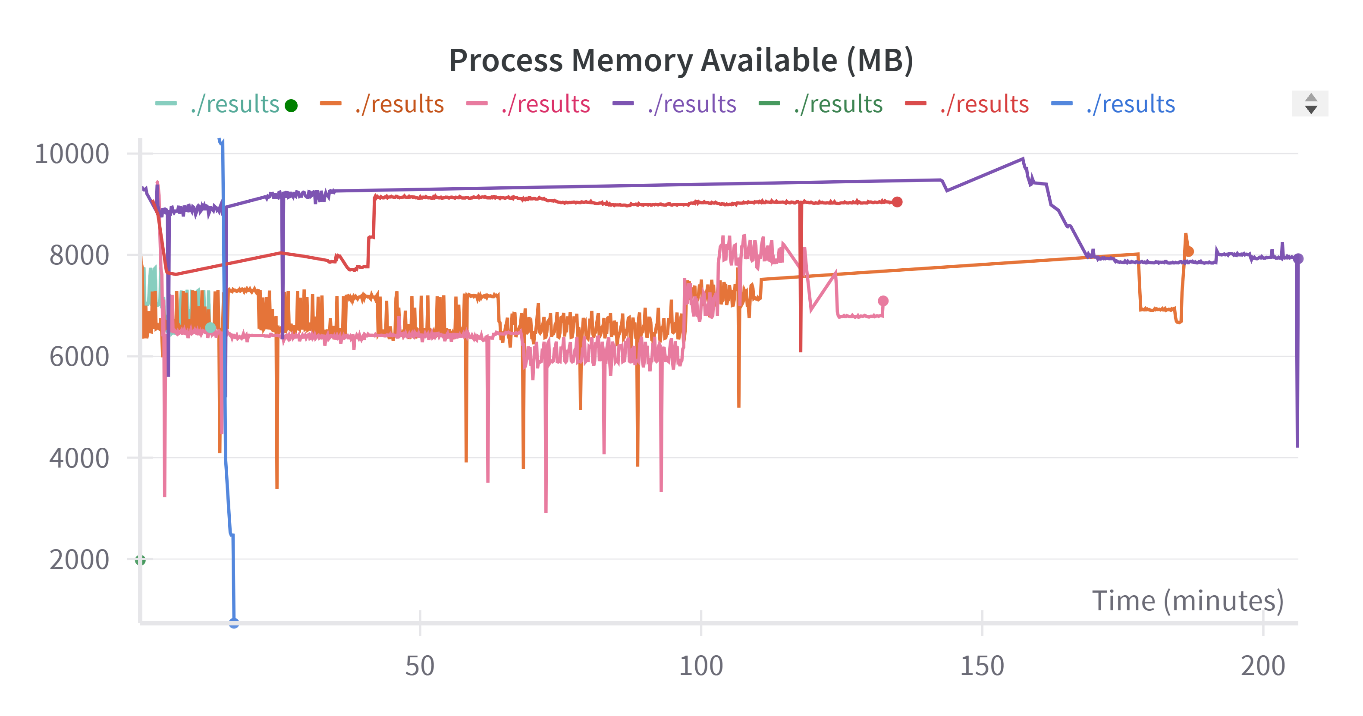 Process Memory Available (MB)
./results ./results ./results ./results ./results ./results ./results
10000
8000
6000
4000
2000
Time (minutes)
50 100 150 200